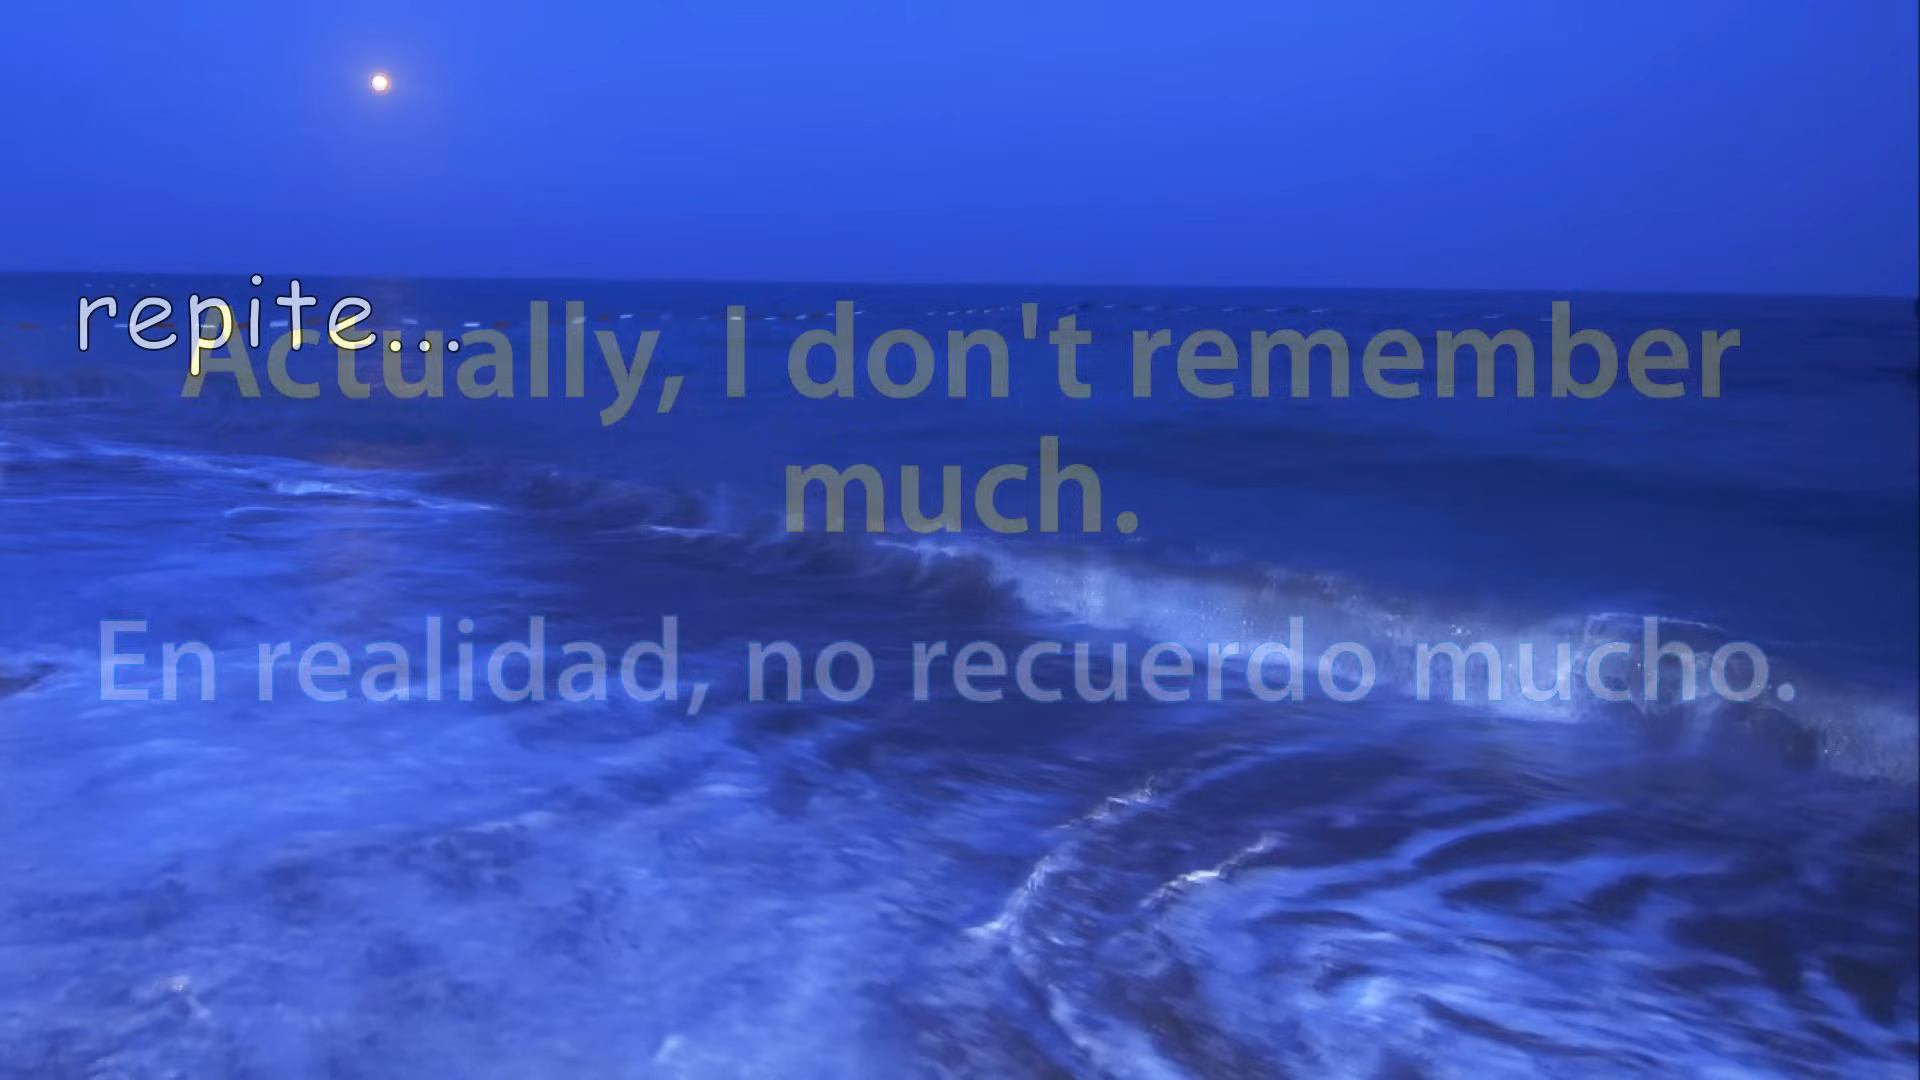 repite...
Actually, I don't remember
much.
En realidad, no recuerdo mucho.